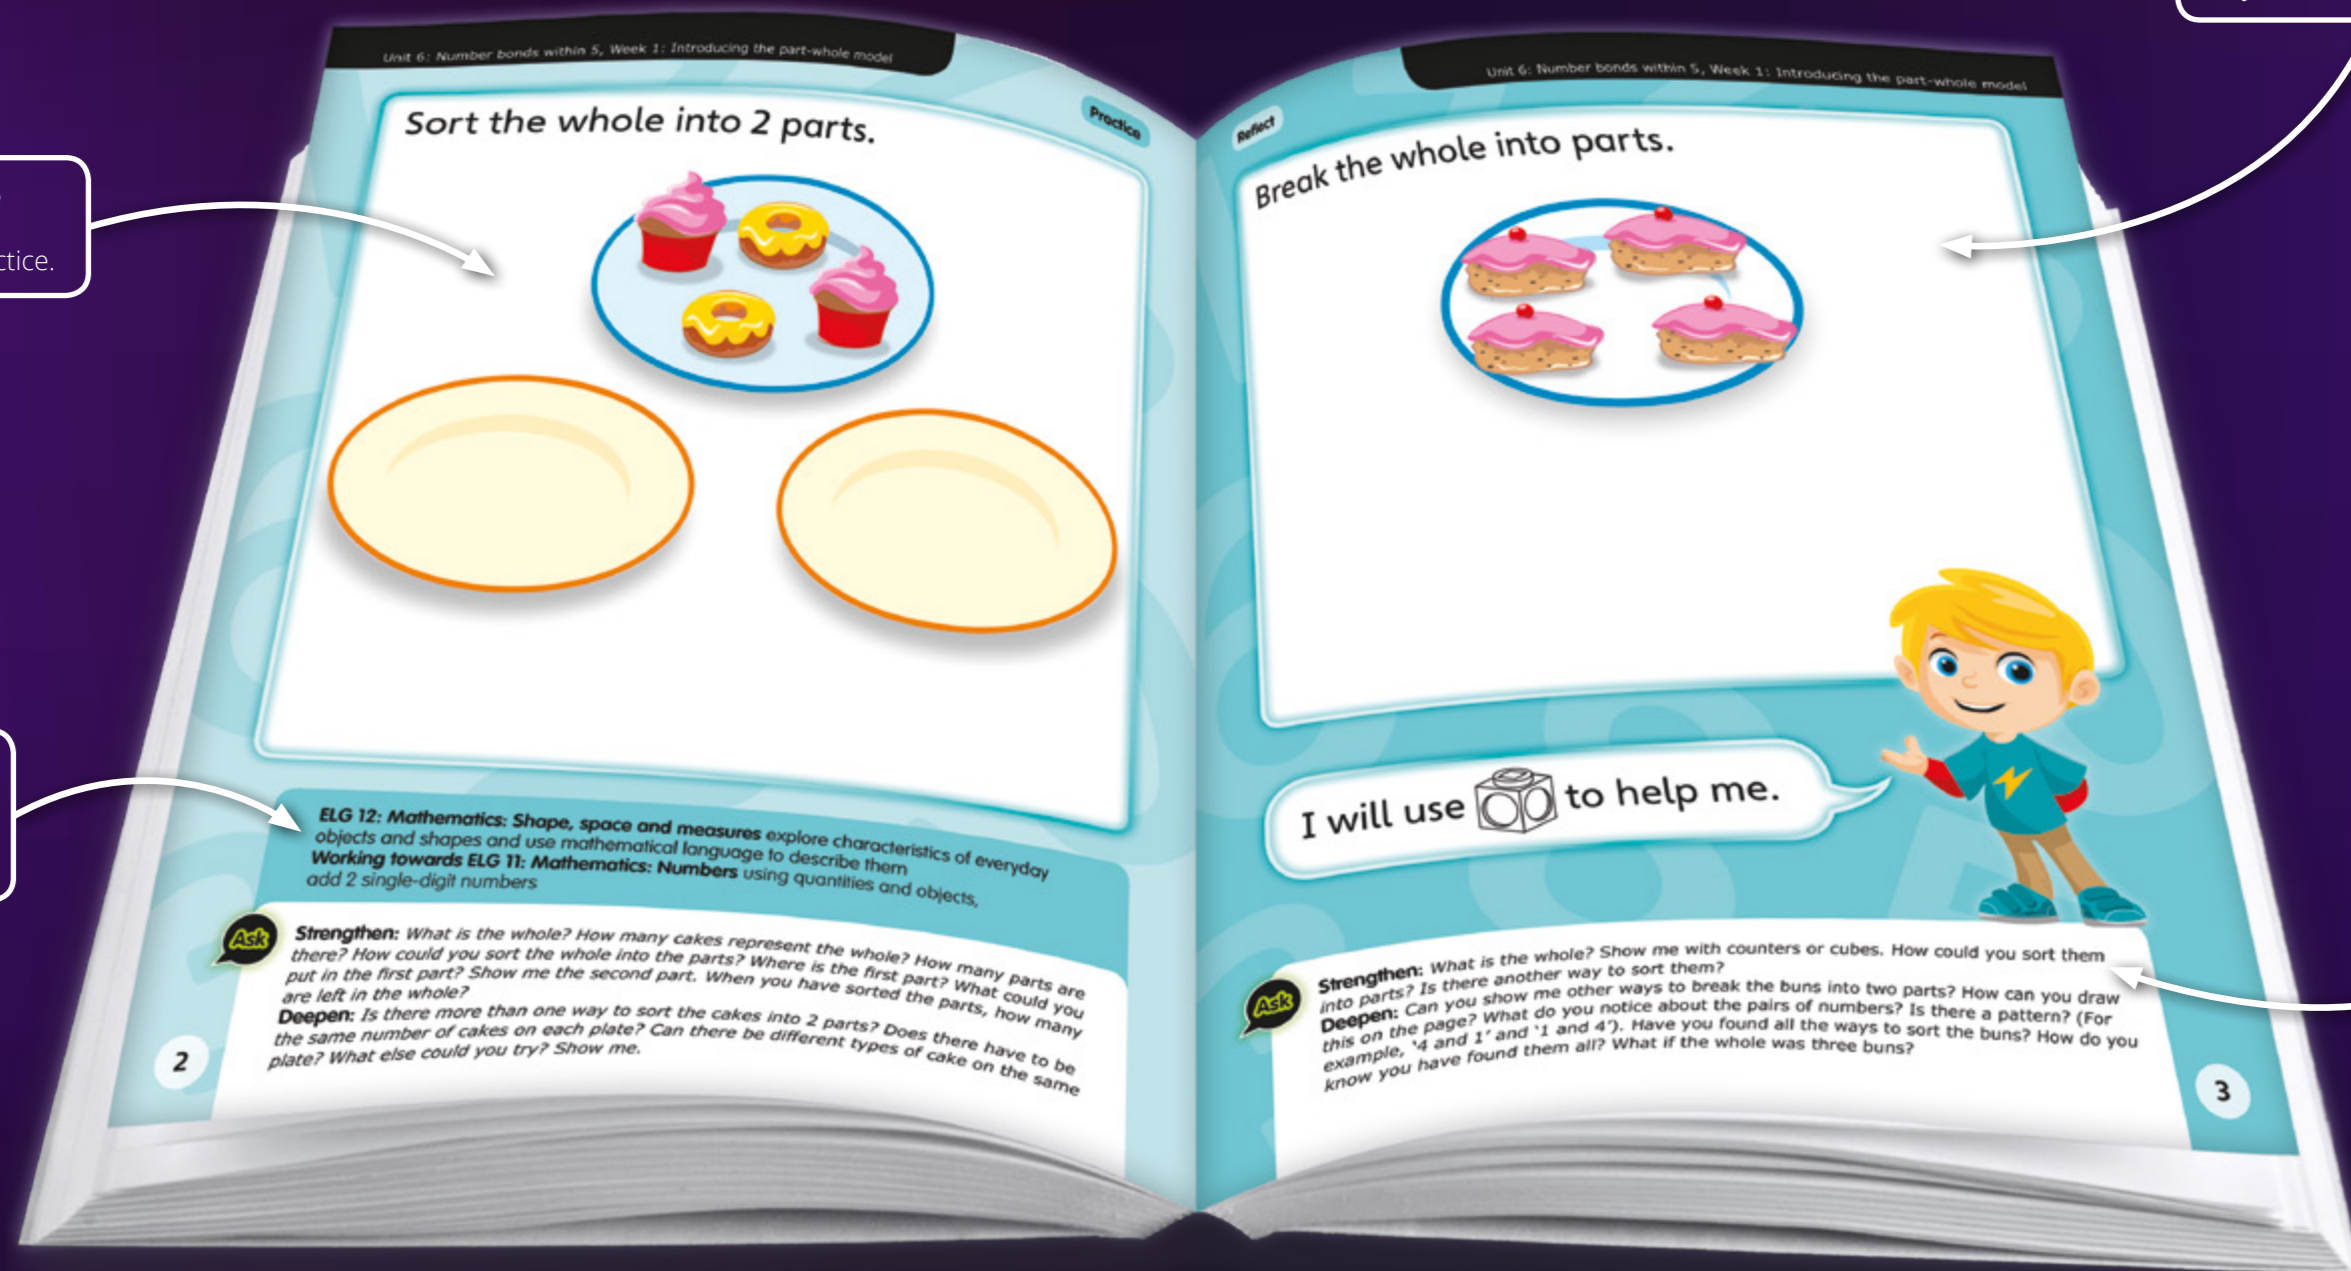 ctice.
Unit 6: Number bonds within 5, Week 1: Introducing the part-whole model
Practice
Sort the whole into 2 parts.
ELG 12: Mathematics: Shape, space and measures explore characteristics of everyday
objects and shapes and use mathematical language to describe them
Working towards ELG 11: Mathematics: Numbers using quantities and objects,
add 2 single-digit numbers
Ask
Strengthen: What is the whole? How many cakes represent the whole? How many parts are
there? How could you sort the whole into the parts? Where is the first part? What could you
put in the first part? Show me the second part. When you have sorted the parts, how many
are left in the whole?
Deepen: Is there more than one way to sort the cakes into 2 parts? Does there have to be
the same number of cakes on each plate? Can there be different types of cake on the same
plate? What else could you try? Show me.
2
Unit 6: Number bonds within 5, Week 1: Introducing the part-whole model
Reflect
Break the whole into parts.
I will use to help me.
Ask
Strengthen: What is the whole? Show me with counters or cubes. How could you sort them
into parts? Is there another way to sort them?
Deepen: Can you show me other ways to break the buns into two parts? How can you draw
this on the page? What do you notice about the pairs of numbers? Is there a pattern? (For
example, '4 and 1' and '1 and 4'). Have you found all the ways to sort the buns? How do you
know you have found them all? What if the whole was three buns?
3